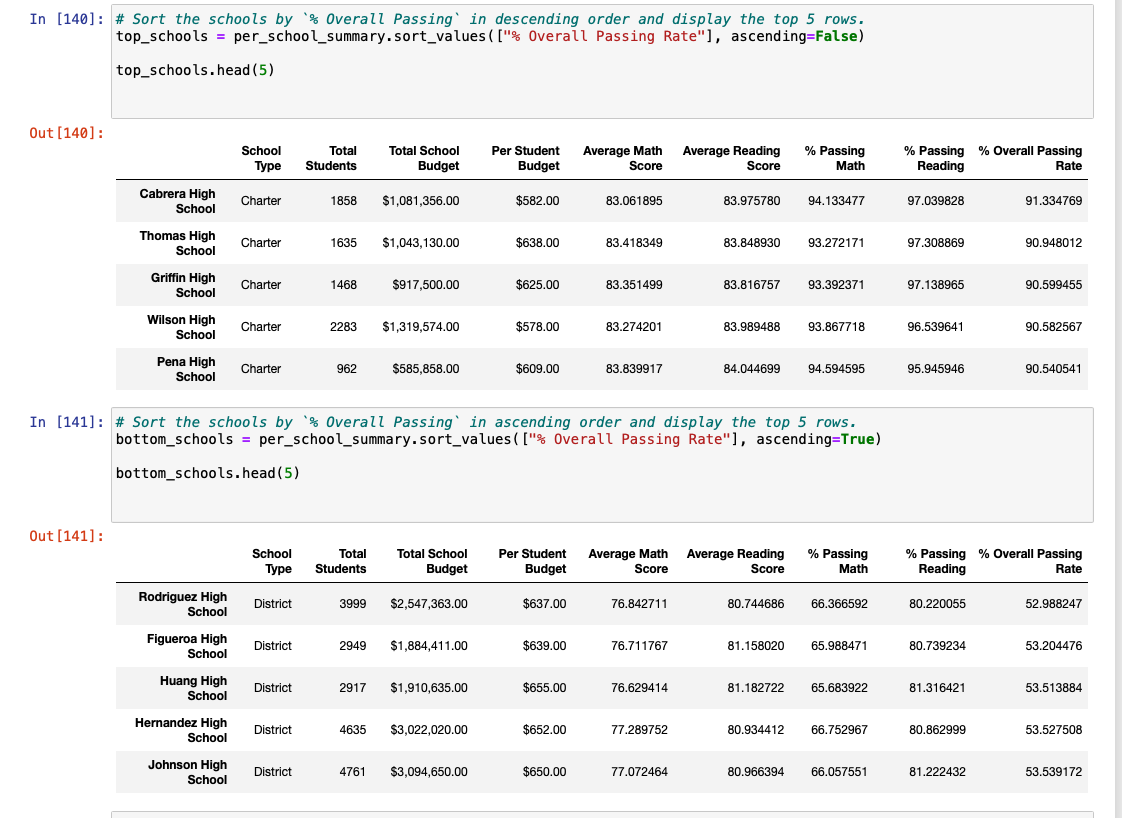 In [140]: # Sort the schools by `% Overall Passing` in descending order and display the top 5 rows.
top_schools = per_school_summary.sort_values(["% Overall Passing Rate"], ascending=False)
top_schools.head(5)
Out[140]:
School Type Total Students Total School Budget Per Student Budget Average Math Score Average Reading Score % Passing Math % Passing Reading % Overall Passing Rate
Cabrera High School Charter 1858 $1,081,356.00 $582.00 83.061895 83.975780 94.133477 97.039828 91.334769
Thomas High School Charter 1635 $1,043,130.00 $638.00 83.418349 83.848930 93.272171 97.308869 90.948012
Griffin High School Charter 1468 $917,500.00 $625.00 83.351499 83.816757 93.392371 97.138965 90.599455
Wilson High School Charter 2283 $1,319,574.00 $578.00 83.274201 83.989488 93.867718 96.539641 90.582567
Pena High School Charter 962 $585,858.00 $609.00 83.839917 84.044699 94.594595 95.945946 90.540541
In [141]: # Sort the schools by `% Overall Passing` in ascending order and display the top 5 rows.
bottom_schools = per_school_summary.sort_values(["% Overall Passing Rate"], ascending=True)
bottom_schools.head(5)
Out[141]:
School Type Total Students Total School Budget Per Student Budget Average Math Score Average Reading Score % Passing Math % Passing Reading % Overall Passing Rate
Rodriguez High School District 3999 $2,547,363.00 $637.00 76.842711 80.744686 66.366592 80.220055 52.988247
Figueroa High School District 2949 $1,884,411.00 $639.00 76.711767 81.158020 65.988471 80.739234 53.204476
Huang High School District 2917 $1,910,635.00 $655.00 76.629414 81.182722 65.683922 81.316421 53.513884
Hernandez High School District 4635 $3,022,020.00 $652.00 77.289752 80.934412 66.752967 80.862999 53.527508
Johnson High School District 4761 $3,094,650.00 $650.00 77.072464 80.966394 66.057551 81.222432 53.539172